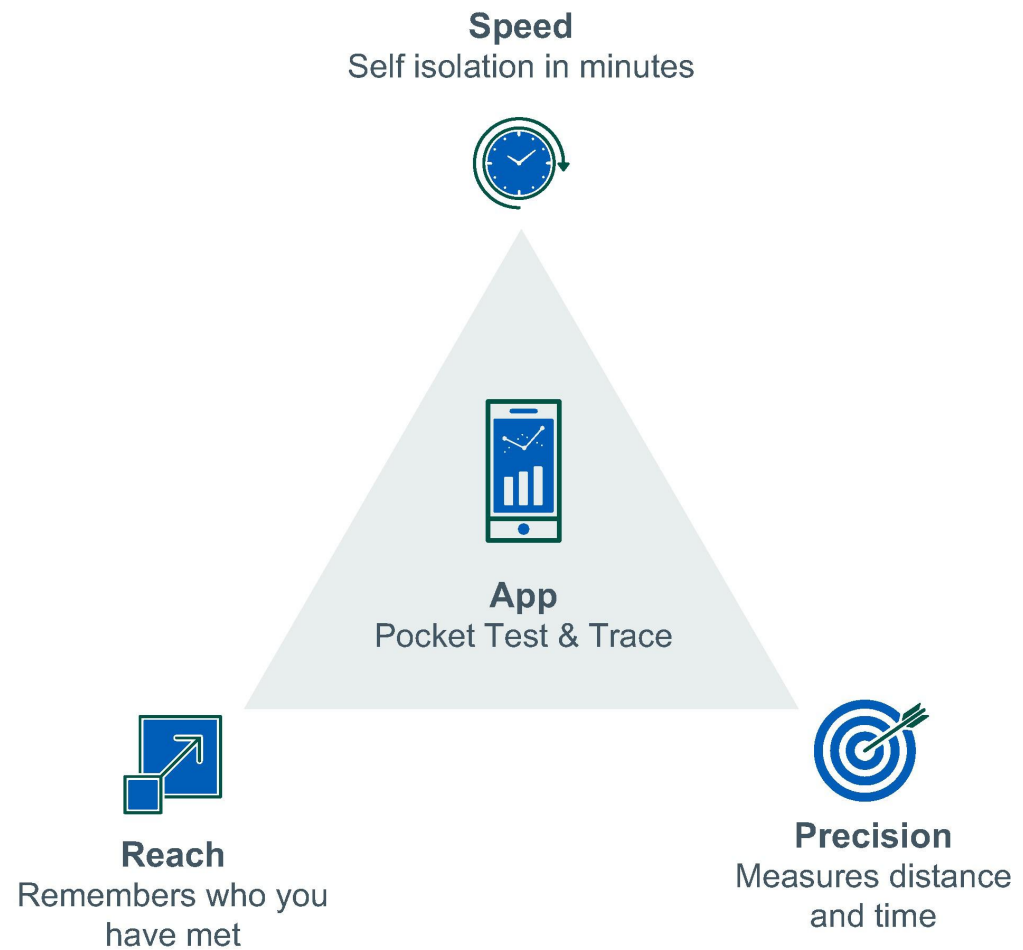 Speed
Self isolation in minutes
App
Pocket Test & Trace
Reach
Remembers who you
have met
Precision
Measures distance
and time